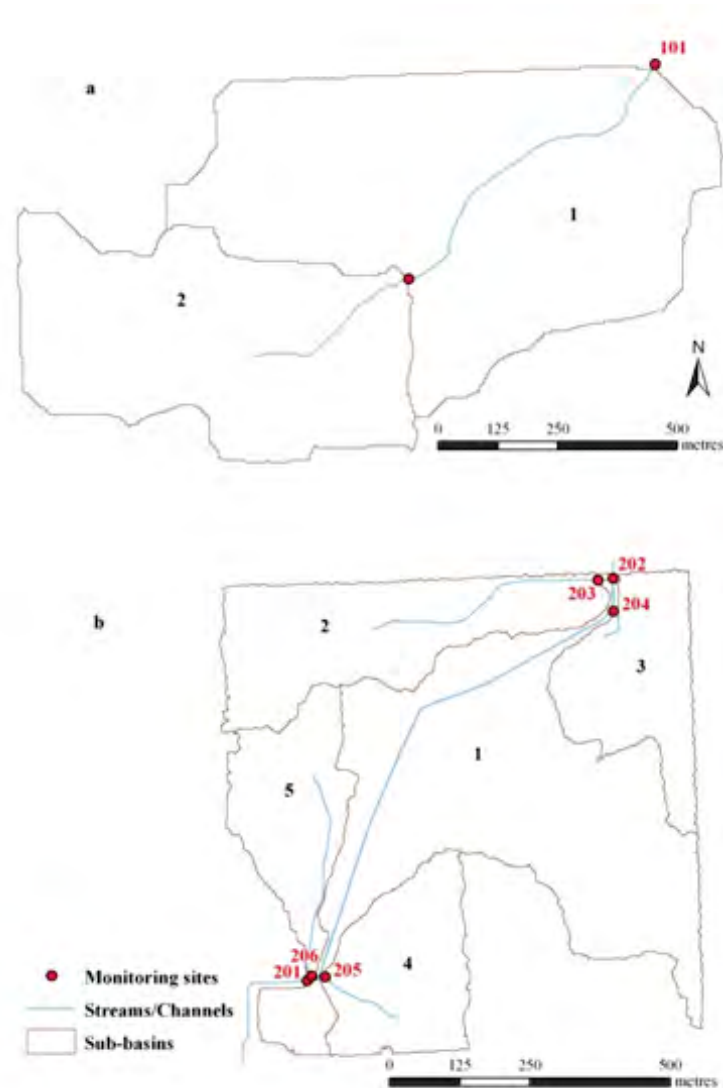 101
a
1
2
N
0 125 250 500
metres
202
203
204
b
2
3
1
5
206
201 205
4
Monitoring sites
Streams/Channels
Sub-basins
0 125 250 500
metres